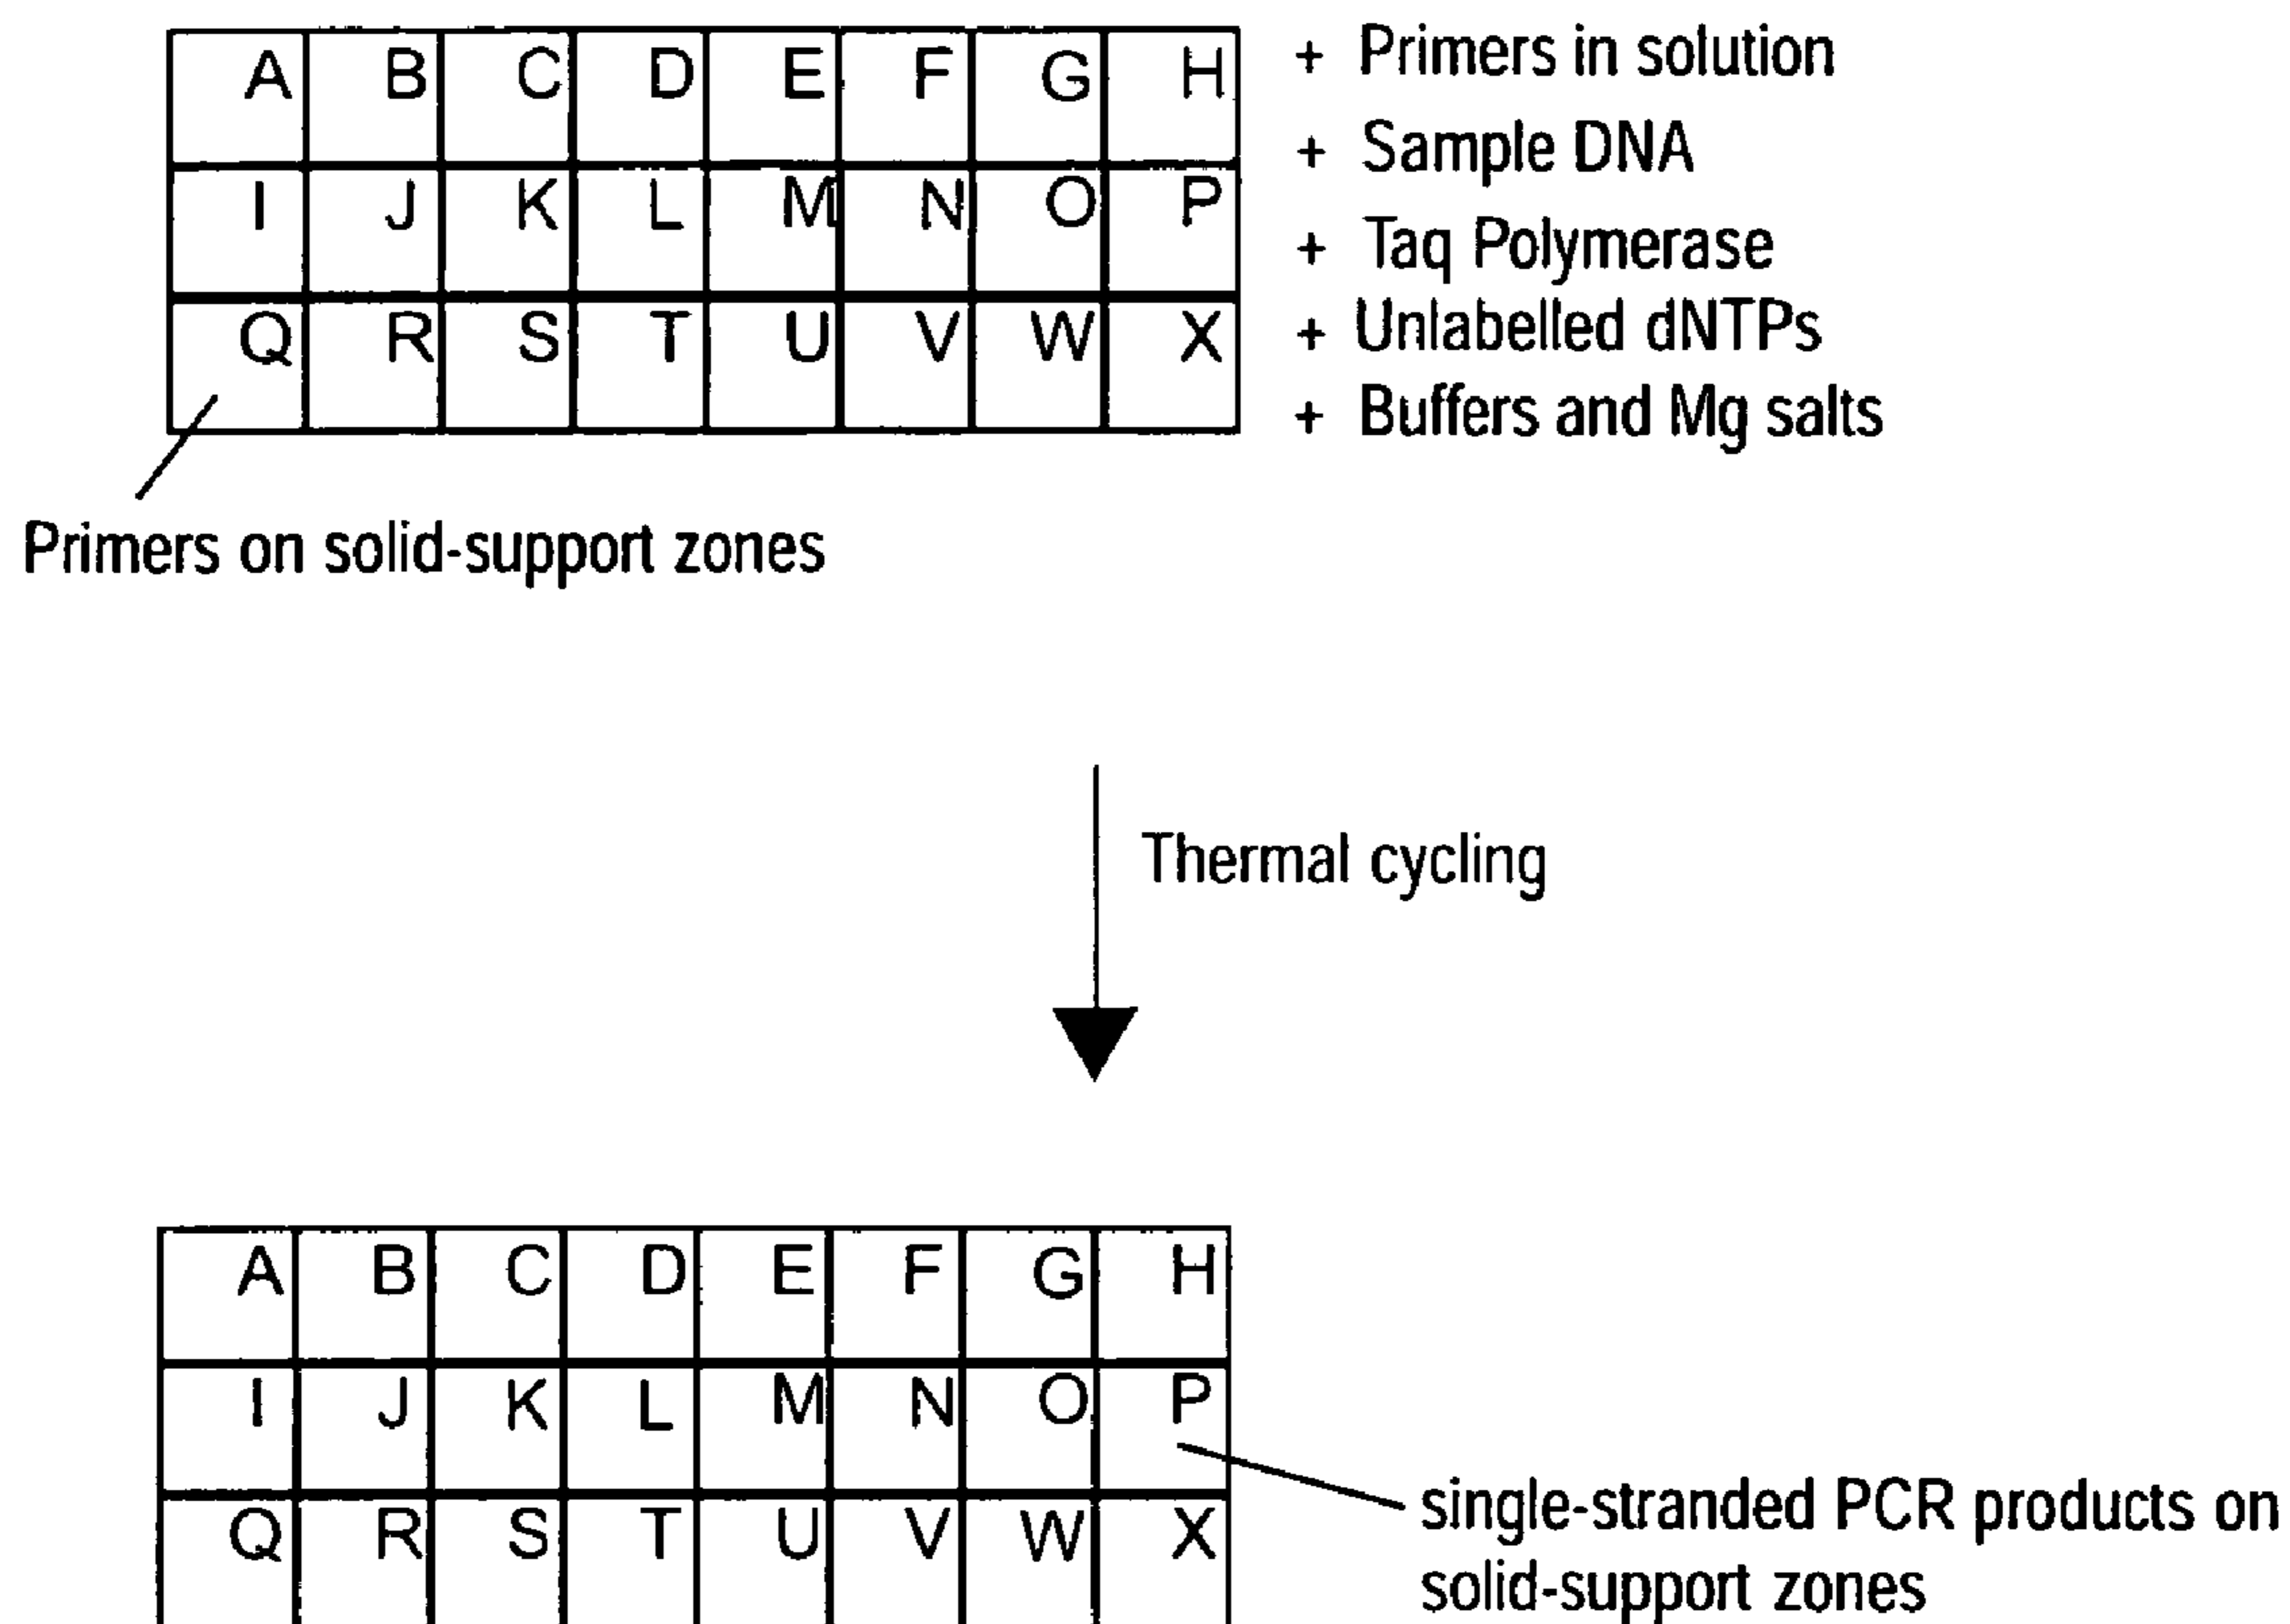 A B C D E F G H
I J K L M N O P
Q R S T U V W X
+ Primers in solution
+ Sample DNA
+ Taq Polymerase
+ Unlabelled dNTPs
+ Buffers and Mg salts
Primers on solid-support zones
Thermal cycling
A B C D E F G H
I J K L M N O P
Q R S T U V W X
single-stranded PCR products on
solid-support zones